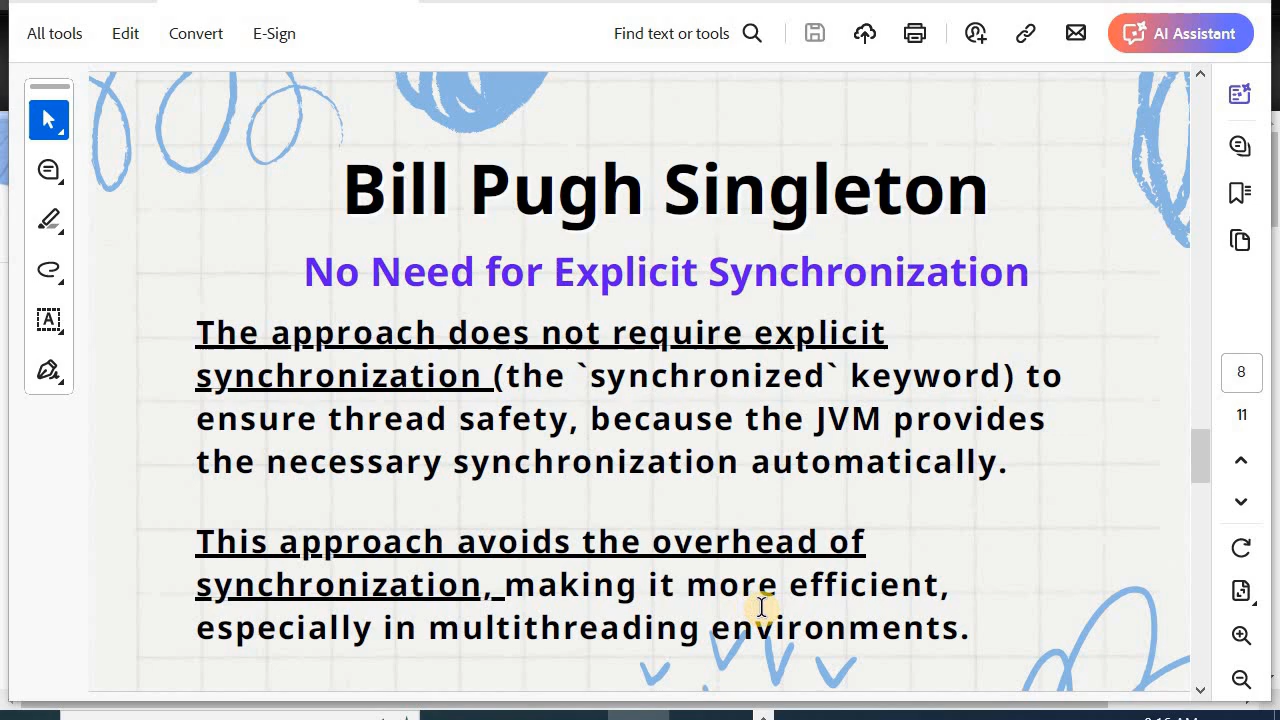 All tools Edit Convert E-Sign Find text or tools AI Assistant
Bill Pugh Singleton
No Need for Explicit Synchronization
The approach does not require explicit
synchronization (the `synchronized` keyword) to
ensure thread safety, because the JVM provides
the necessary synchronization automatically.
This approach avoids the overhead of
synchronization, making it more efficient,
especially in multithreading environments.
8
11